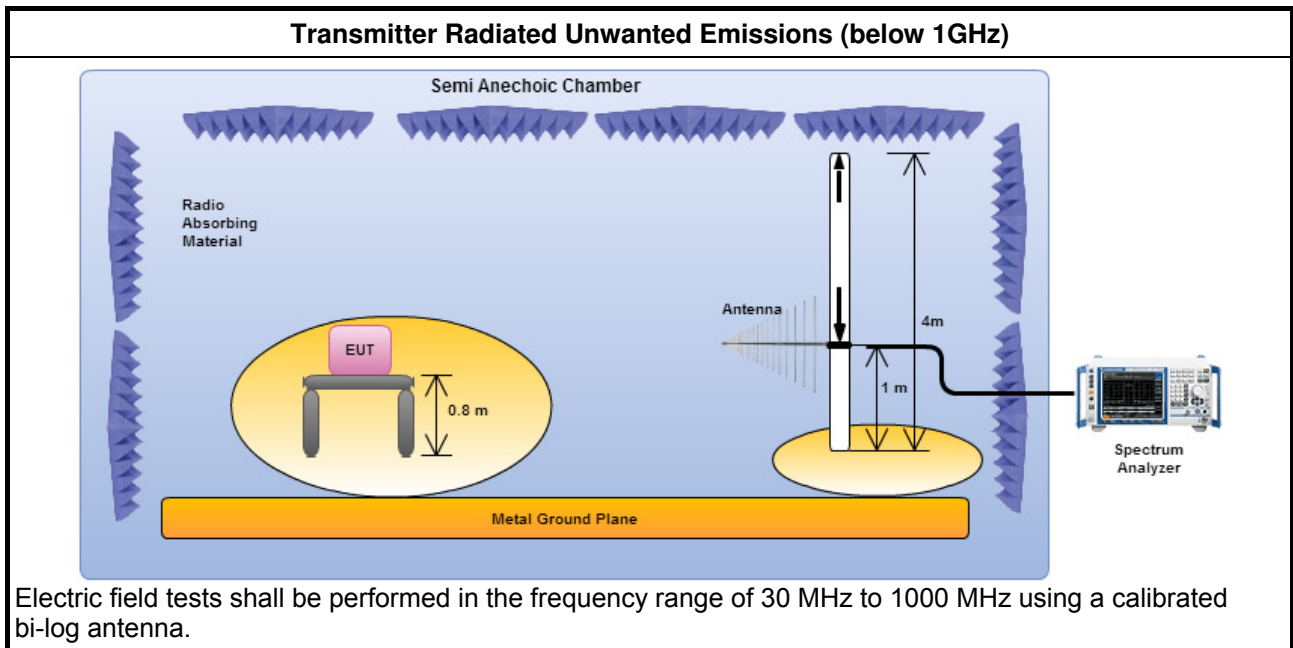 Transmitter Radiated Unwanted Emissions (below 1GHz)
Semi Anechoic Chamber
Radio
Absorbing
Material
Antenna
4m
EUT
1 m
0.8 m
Spectrum
Analyzer
Metal Ground Plane
Electric field tests shall be performed in the frequency range of 30 MHz to 1000 MHz using a calibrated
bi-log antenna.